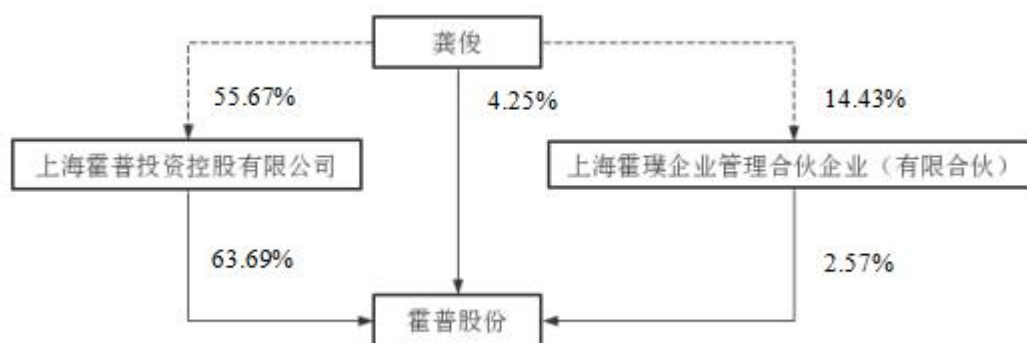 龚俊
55.67%
4.25%
14.43%
上海霍普投资控股有限公司
上海霍璞企业管理合伙企业（有限合伙）
63.69%
2.57%
霍普股份